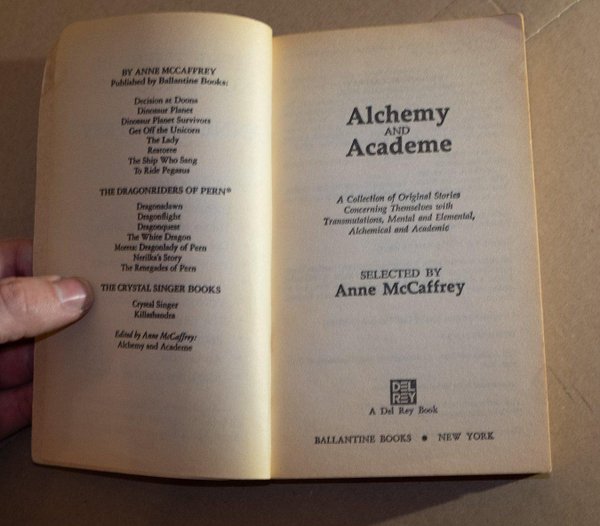 BY ANNE MCCAFFREY
Published by Ballantine Books:
Decision at Doona
Dinosaur Planet
Dinosaur Planet Survivors
Get Off the Unicorn
The Lady
Restoree
The Ship Who Sang
To Ride Pegasus
THE DRAGONRIDERS OF PERN®
Dragonsdawn
Dragonflight
Dragonquest
The White Dragon
Moreta: Dragonlady of Pern
Nerilka's Story
The Renegades of Pern
THE CRYSTAL SINGER BOOKS
Crystal Singer
Killashandra
Edited by Anne McCaffrey:
Alchemy and Academe
Alchemy
AND
Academe
A Collection of Original Stories
Concerning Themselves with
Transmutations, Mental and Elemental,
Alchemical and Academic
SELECTED BY
Anne McCaffrey
DEL
REY
A Del Rey Book
BALLANTINE BOOKS • NEW YORK